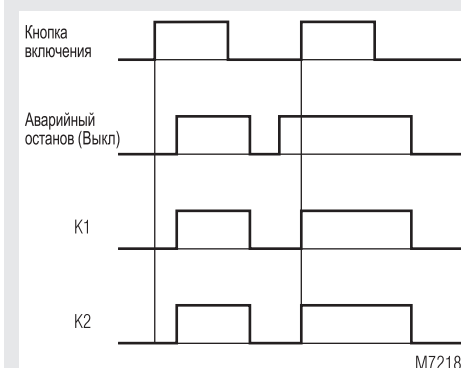 Кнопка
включения
Аварийный
останов (Выкл)
K1
K2
M7218